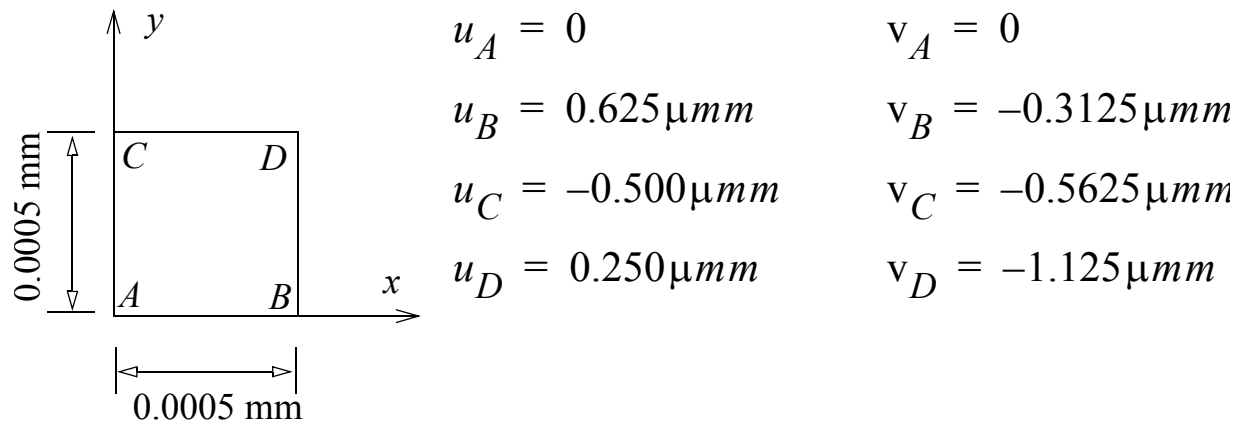 y
u_A = 0
v_A = 0
u_B = 0.625μmm
v_B = –0.3125μmm
C
D
u_C = –0.500μmm
v_C = –0.5625μmm
0.0005 mm
u_D = 0.250μmm
v_D = –1.125μmm
A
B
x
0.0005 mm